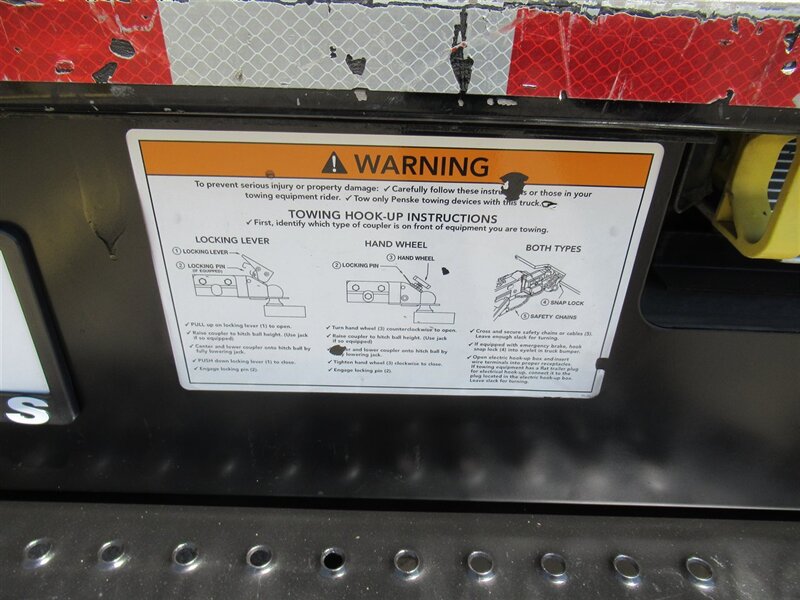 WARNING
To prevent serious injury or property damage: ✓ Carefully follow these or those in your
towing equipment rider. ✓ Tow only Penske towing devices with this truck.
TOWING HOOK-UP INSTRUCTIONS
✓ First, identify which type of coupler is on front of equipment you are towing.
LOCKING LEVER
1 LOCKING LEVER
2 LOCKING PIN
(IF EQUIPPED)
✓ PULL up on locking lever (1) to open.
✓ Raise coupler to hitch ball height. (Use jack
if so equipped)
✓ Center and lower coupler onto hitch ball by
fully lowering jack.
✓ PUSH down locking lever (1) to close.
✓ Engage locking pin (2).
HAND WHEEL
3 HAND WHEEL
2 LOCKING PIN
✓ Turn hand wheel (3) counterclockwise to open.
✓ Raise coupler to hitch ball height. (Use jack
if so equipped)
and lower coupler onto hitch ball by
lowering jack.
✓ Tighten hand wheel (3) clockwise to close.
✓ Engage locking pin (2).
BOTH TYPES
4 SNAP LOCK
5 SAFETY CHAINS
✓ Cross and secure safety chains or cables (5).
Leave enough slack for turning.
✓ If equipped with emergency brake, hook
snap lock (4) into eyelet in truck bumper.
✓ Open electric hook-up box and insert
wire terminals into proper receptacles.
If towing equipment has a flat trailer plug
for electrical hook-up, connect it to the
plug located in the electric hook-up box.
Leave slack for turning.
S